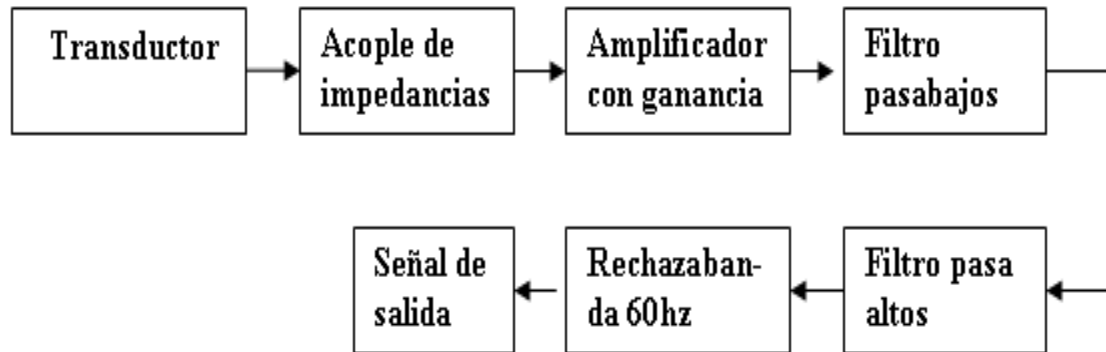 Transductor
Acople de
impedancias
Amplificador
con ganancia
Filtro
pasabajos
Filtro pasa
altos
Rechazaban-
da 60hz
Señal de
salida